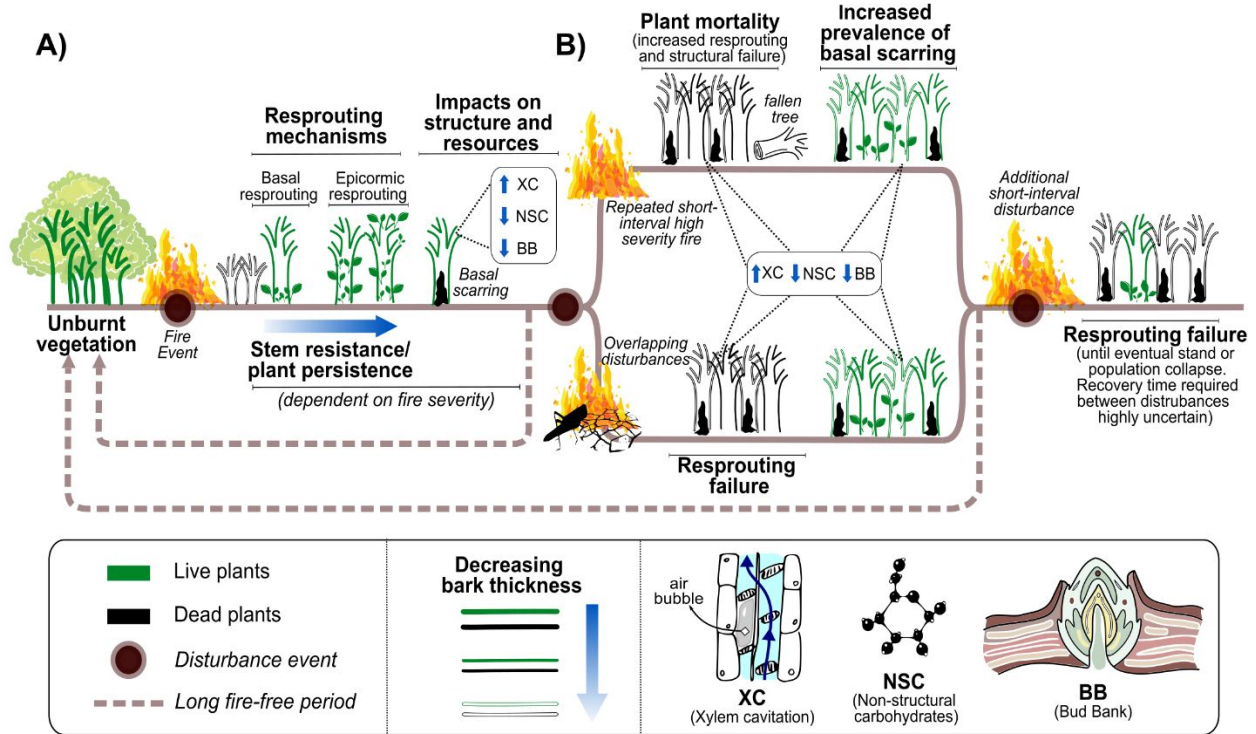 A)
Resprouting
mechanisms
Basal
resprouting
Epicormic
resprouting
Impacts on
structure and
resources
XC
NSC
BB
Basal
scarring
Unburnt
vegetation
Fire
Event
Stem resistance/
plant persistence
(dependent on fire severity)
B)
Plant mortality
(increased resprouting
and structural failure)
fallen
tree
Increased
prevalence of
basal scarring
Repeated short-
interval high
severity fire
XC NSC BB
Overlapping
disturbances
Resprouting
failure
Additional
short-interval
disturbance
Resprouting failure
(until eventual stand or
population collapse.
Recovery time required
between distrubances
highly uncertain)
Live plants
Dead plants
Disturbance event
Long fire-free period
Decreasing
bark thickness
air
bubble
XC
(Xylem cavitation)
NSC
(Non-structural
carbohydrates)
BB
(Bud Bank)